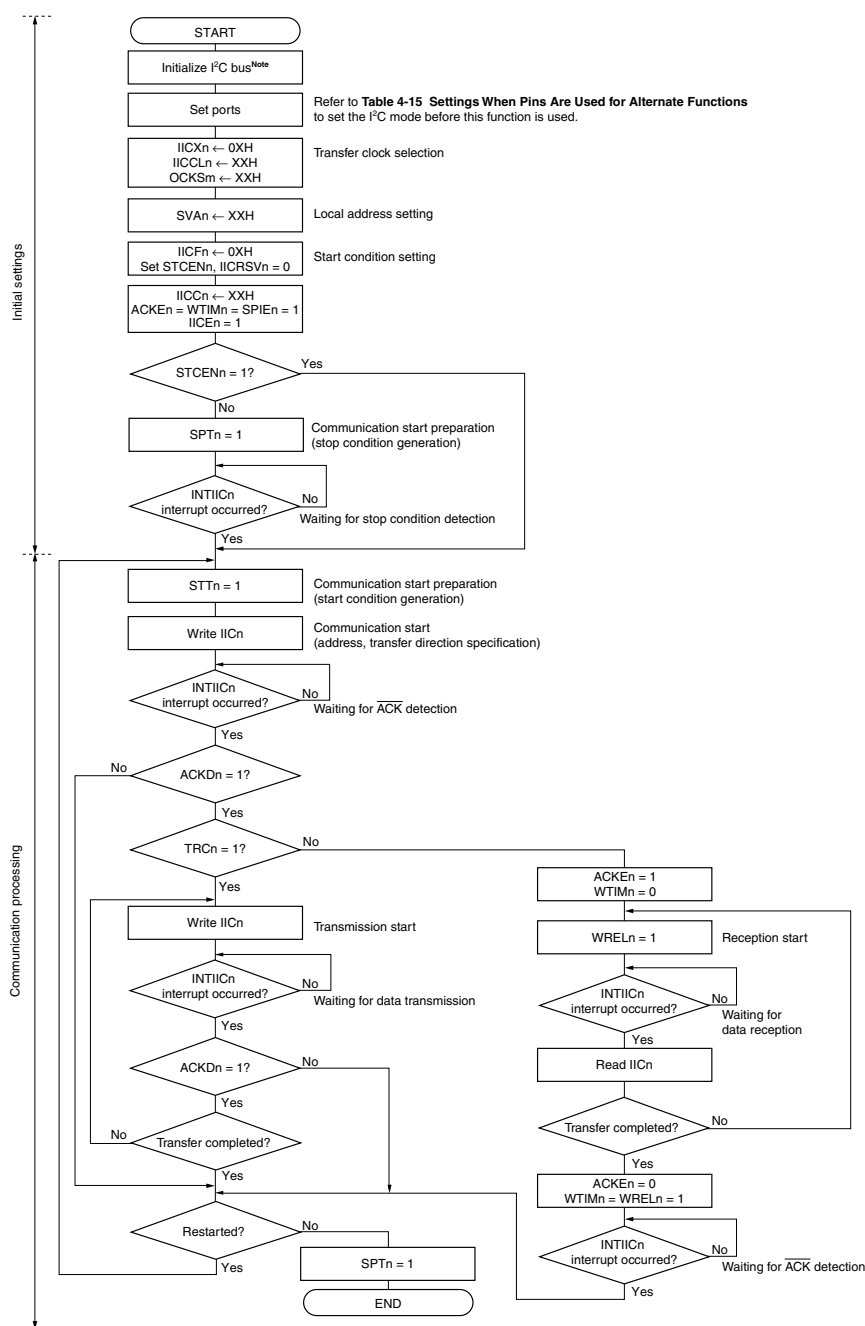 START
Initialize I²C busNote
Set ports
Refer to Table 4-15 Settings When Pins Are Used for Alternate Functions
to set the I²C mode before this function is used.
IICXn ← 0XH
IICCLn ← XXH
OCKSm ← XXH
Transfer clock selection
SVAn ← XXH
Local address setting
IICFn ← 0XH
Set STCENn, IICRSVn = 0
Start condition setting
IICCn ← XXH
ACKEn = WTIMn = SPIEn = 1
IICEn = 1
Initial settings
STCENn = 1?
Yes
No
SPTn = 1
Communication start preparation
(stop condition generation)
INTIICn
interrupt occurred?
No
Waiting for stop condition detection
Yes
STTn = 1
Communication start preparation
(start condition generation)
Write IICn
Communication start
(address, transfer direction specification)
INTIICn
interrupt occurred?
No
Waiting for A̅C̅K̅ detection
Yes
No
ACKDn = 1?
Yes
TRCn = 1?
No
Yes
Communication processing
Write IICn
Transmission start
INTIICn
interrupt occurred?
No
Waiting for data transmission
Yes
ACKDn = 1?
No
Yes
No
Transfer completed?
Yes
Restarted?
No
Yes
SPTn = 1
END
ACKEn = 1
WTIMn = 0
WRELn = 1
Reception start
INTIICn
interrupt occurred?
No
Waiting for
data reception
Yes
Read IICn
Transfer completed?
No
Yes
ACKEn = 0
WTIMn = WRELn = 1
INTIICn
interrupt occurred?
No
Waiting for A̅C̅K̅ detection
Yes